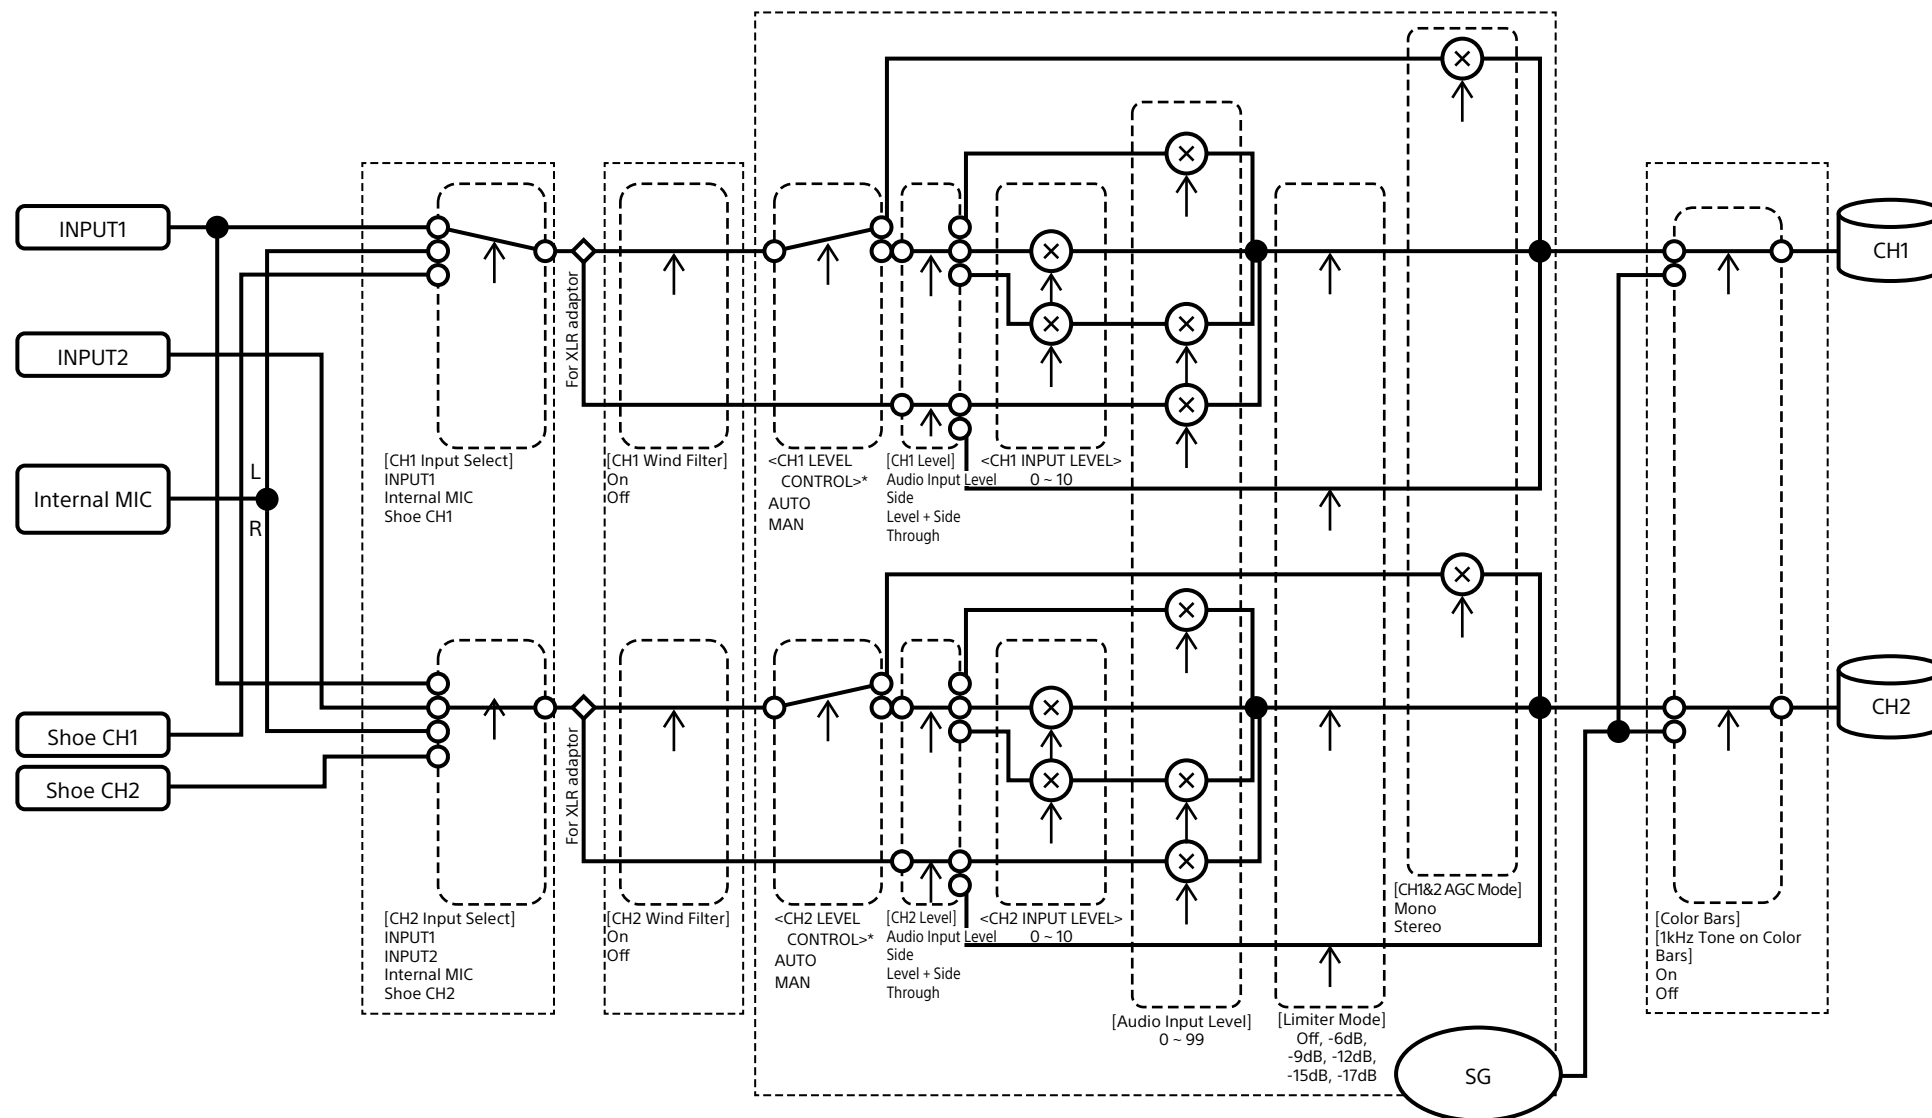 INPUT1
INPUT2
Internal MIC
L
R
Shoe CH1
Shoe CH2
[CH1 Input Select]
INPUT1
Internal MIC
Shoe CH1
For XLR adaptor
[CH1 Wind Filter]
On
Off
<CH1 LEVEL
CONTROL>*
AUTO
MAN
[CH1 Level]
Audio Input Level
Side
Level + Side
Through
<CH1 INPUT LEVEL>
0 ~ 10
CH1
[CH2 Input Select]
INPUT1
INPUT2
Internal MIC
Shoe CH2
For XLR adaptor
[CH2 Wind Filter]
On
Off
<CH2 LEVEL
CONTROL>*
AUTO
MAN
[CH2 Level]
Audio Input Level
Side
Level + Side
Through
<CH2 INPUT LEVEL>
0 ~ 10
[Audio Input Level]
0 ~ 99
[Limiter Mode]
Off, -6dB,
-9dB, -12dB,
-15dB, -17dB
[CH1&2 AGC Mode]
Mono
Stereo
SG
[Color Bars]
[1kHz Tone on Color
Bars]
On
Off
CH2